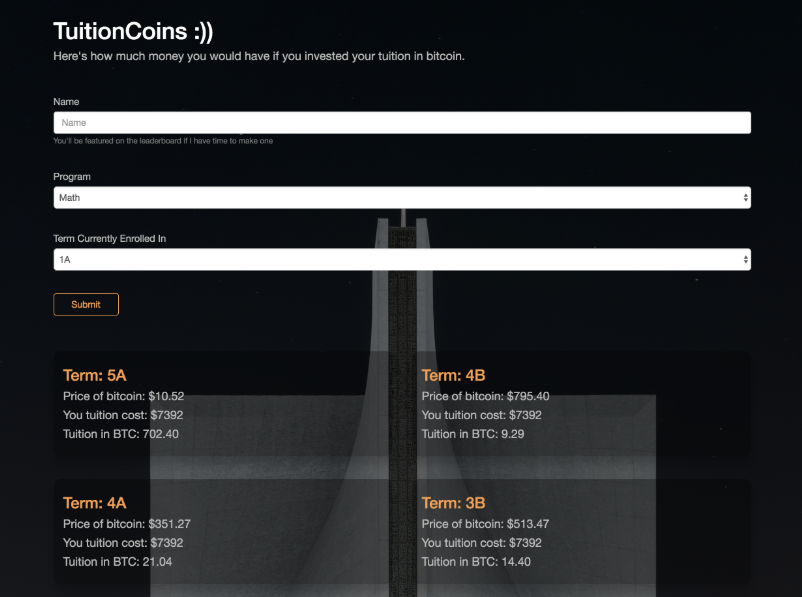 TuitionCoins :))
Here's how much money you would have if you invested your tuition in bitcoin.
Name
Name
You'll be featured on the leaderboard if I have time to make one
Program
Math
Term Currently Enrolled In
1A
Submit
Term: 5A
Price of bitcoin: $10.52
You tuition cost: $7392
Tuition in BTC: 702.40
Term: 4B
Price of bitcoin: $795.40
You tuition cost: $7392
Tuition in BTC: 9.29
Term: 4A
Price of bitcoin: $351.27
You tuition cost: $7392
Tuition in BTC: 21.04
Term: 3B
Price of bitcoin: $513.47
You tuition cost: $7392
Tuition in BTC: 14.40